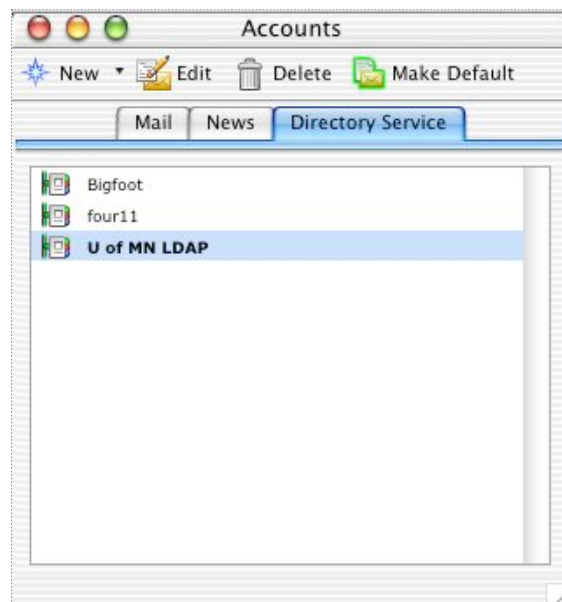 Accounts
New Edit Delete Make Default
Mail News Directory Service
Bigfoot
four11
U of MN LDAP